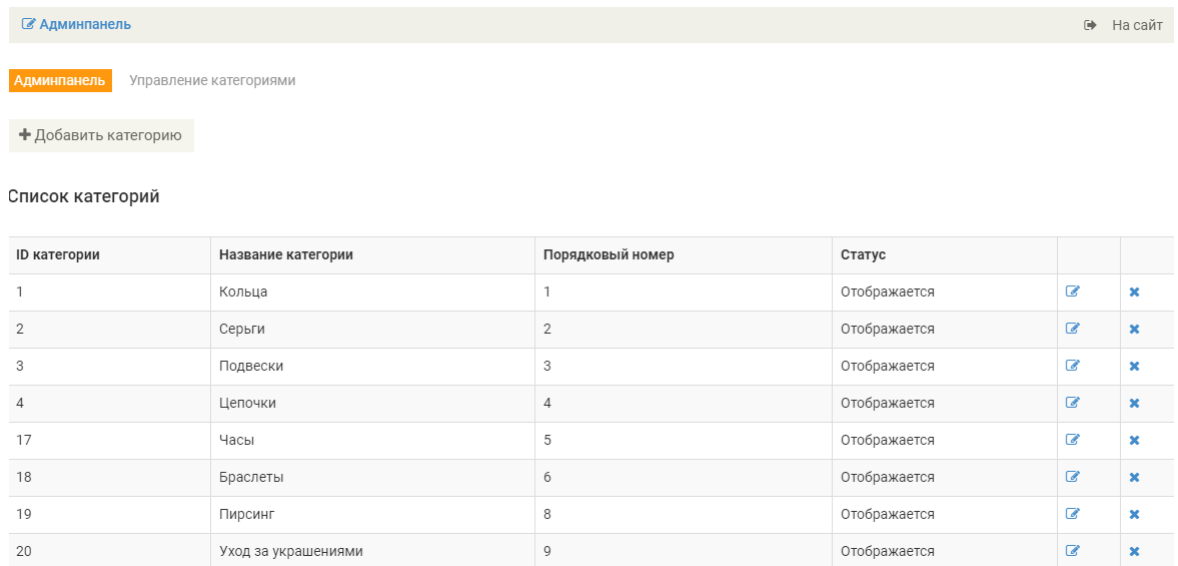 Админпанель На сайт
Админпанель Управление категориями
Добавить категорию
Список категорий
ID категории Название категории Порядковый номер Статус
1 Кольца 1 Отображается
2 Серьги 2 Отображается
3 Подвески 3 Отображается
4 Цепочки 4 Отображается
17 Часы 5 Отображается
18 Браслеты 6 Отображается
19 Пирсинг 8 Отображается
20 Уход за украшениями 9 Отображается